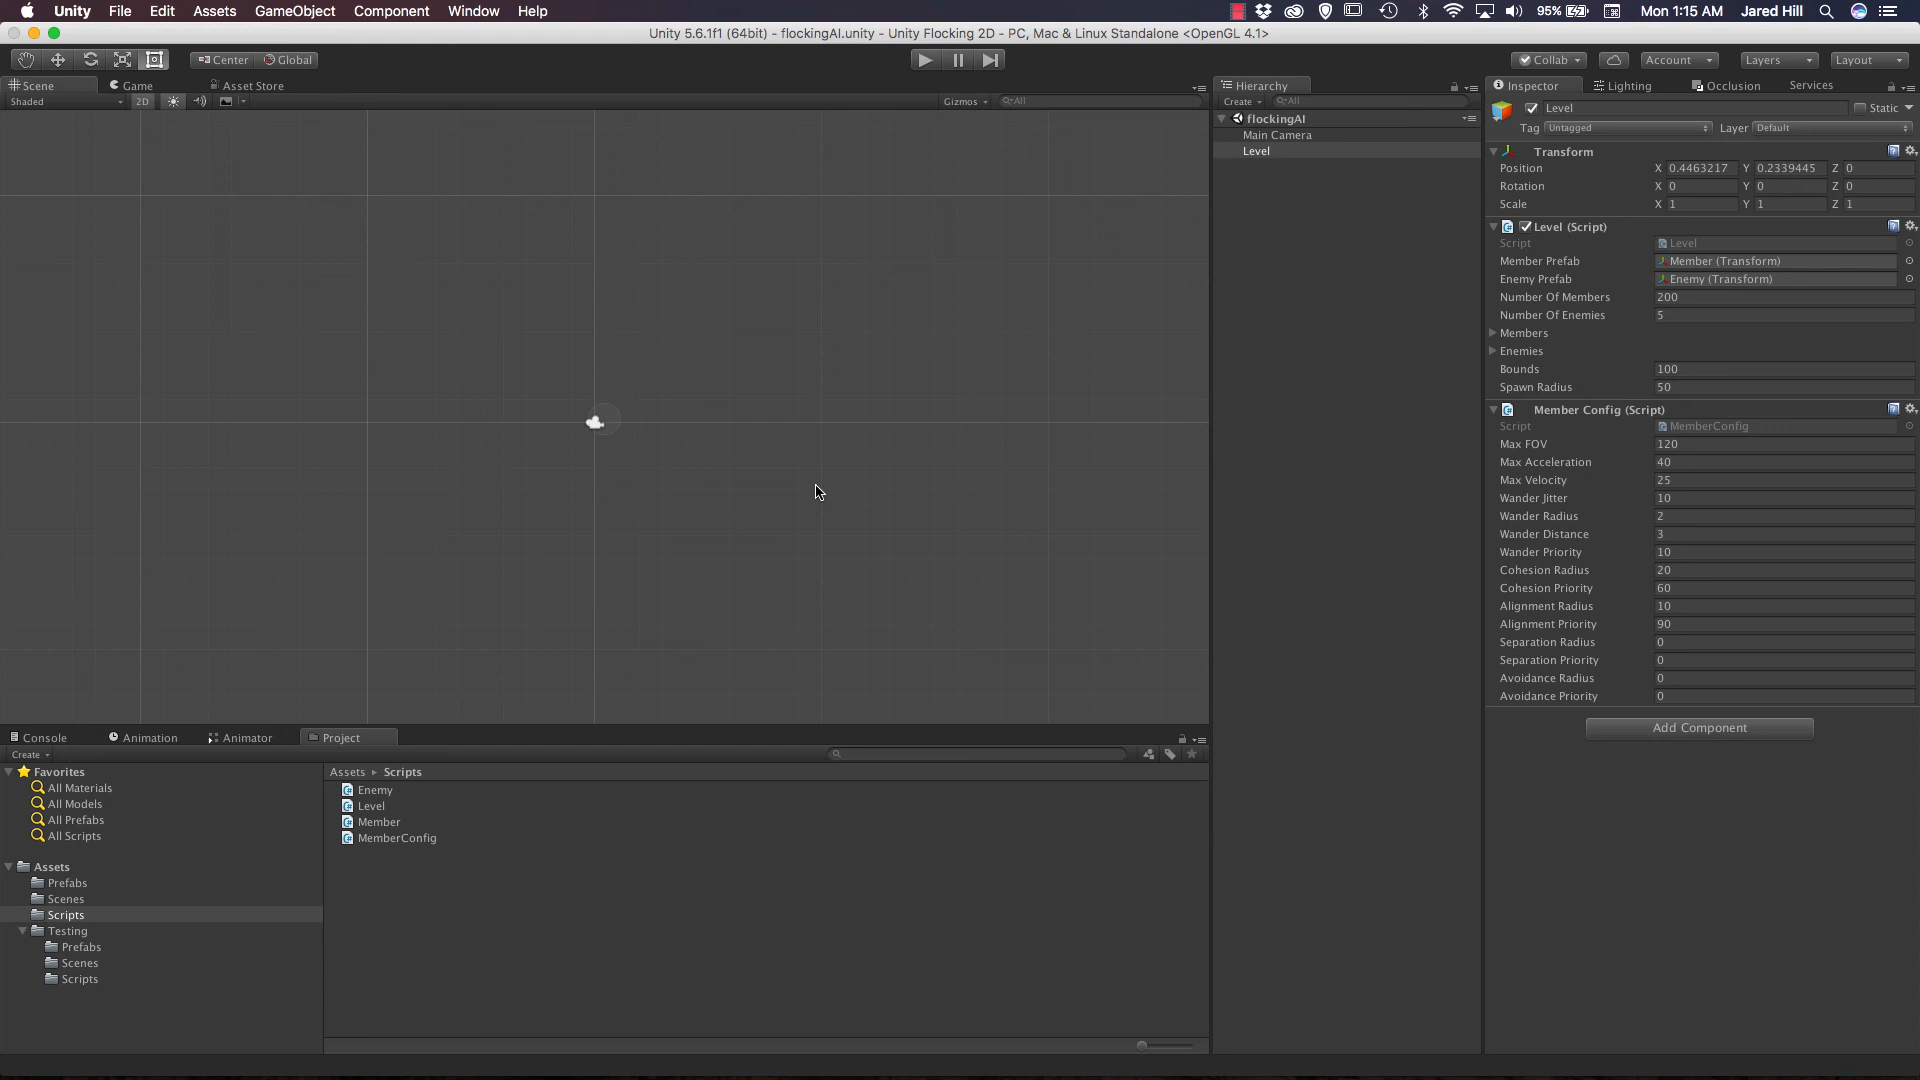 Unity File Edit Assets GameObject Component Window Help 95% Mon 1:15 AM Jared Hill
Unity 5.6.1f1 (64bit) - flockingAI.unity - Unity Flocking 2D - PC, Mac & Linux Standalone <OpenGL 4.1>
Center Global Collab Account Layers Layout
Scene Game Asset Store
Shaded 2D Gizmos All
Hierarchy
Create All
flockingAI
Main Camera
Level
Inspector Lighting Occlusion Services
Level Static
Tag Untagged Layer Default
Transform
Position X 0.4463217 Y 0.2339445 Z 0
Rotation X 0 Y 0 Z 0
Scale X 1 Y 1 Z 1
Level (Script)
Script Level
Member Prefab Member (Transform)
Enemy Prefab Enemy (Transform)
Number Of Members 200
Number Of Enemies 5
Members
Enemies
Bounds 100
Spawn Radius 50
Member Config (Script)
Script MemberConfig
Max FOV 120
Max Acceleration 40
Max Velocity 25
Wander Jitter 10
Wander Radius 2
Wander Distance 3
Wander Priority 10
Cohesion Radius 20
Cohesion Priority 60
Alignment Radius 10
Alignment Priority 90
Separation Radius 0
Separation Priority 0
Avoidance Radius 0
Avoidance Priority 0
Add Component
Console Animation Animator Project
Create
Favorites
All Materials
All Models
All Prefabs
All Scripts
Assets
Prefabs
Scenes
Scripts
Testing
Prefabs
Scenes
Scripts
Assets ▸ Scripts
Enemy
Level
Member
MemberConfig